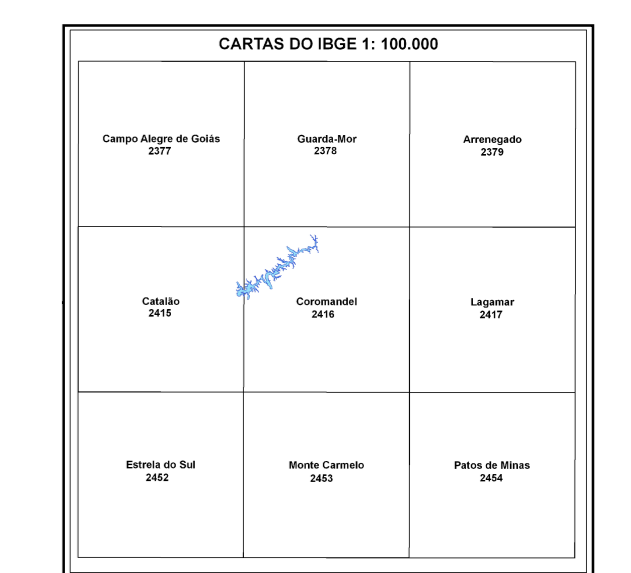 CARTAS DO IBGE 1: 100.000
Campo Alegre de Goiás
2377
Guarda-Mor
2378
Arrenegado
2379
Catalão
2415
Coromandel
2416
Lagamar
2417
Estrela do Sul
2452
Monte Carmelo
2453
Patos de Minas
2454